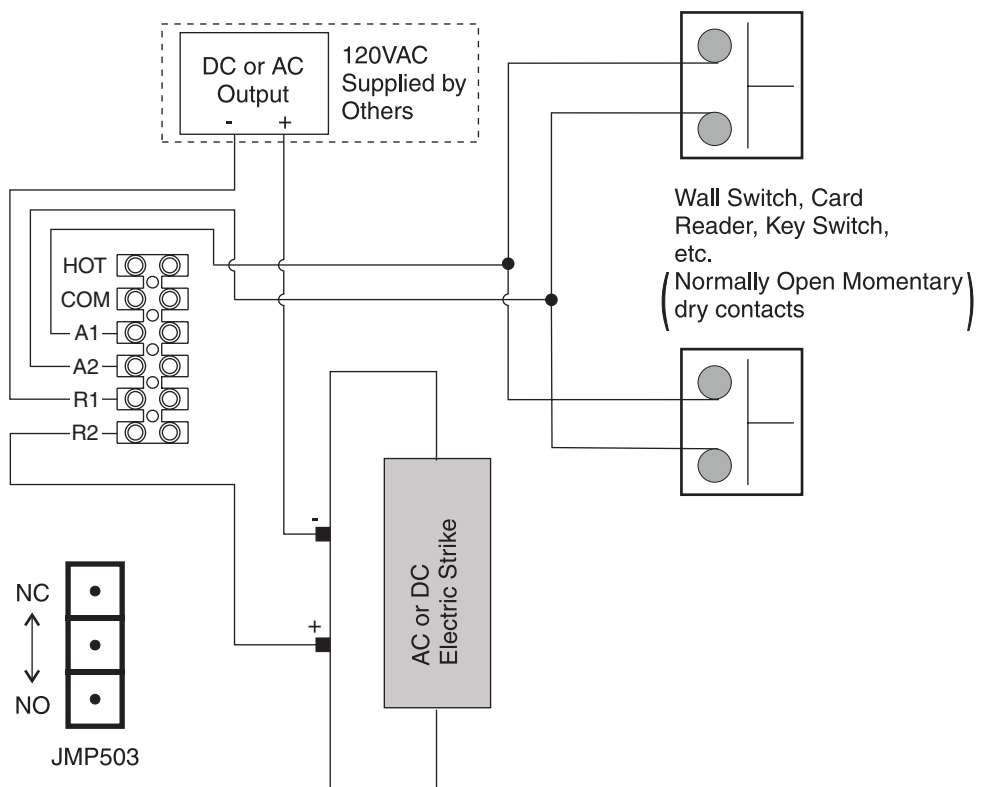 DC or AC
Output
- +
120VAC
Supplied by
Others
Wall Switch, Card
Reader, Key Switch,
etc.
(Normally Open Momentary
dry contacts)
HOT
COM
A1
A2
R1
R2
-
+
AC or DC
Electric Strike
NC
NO
JMP503